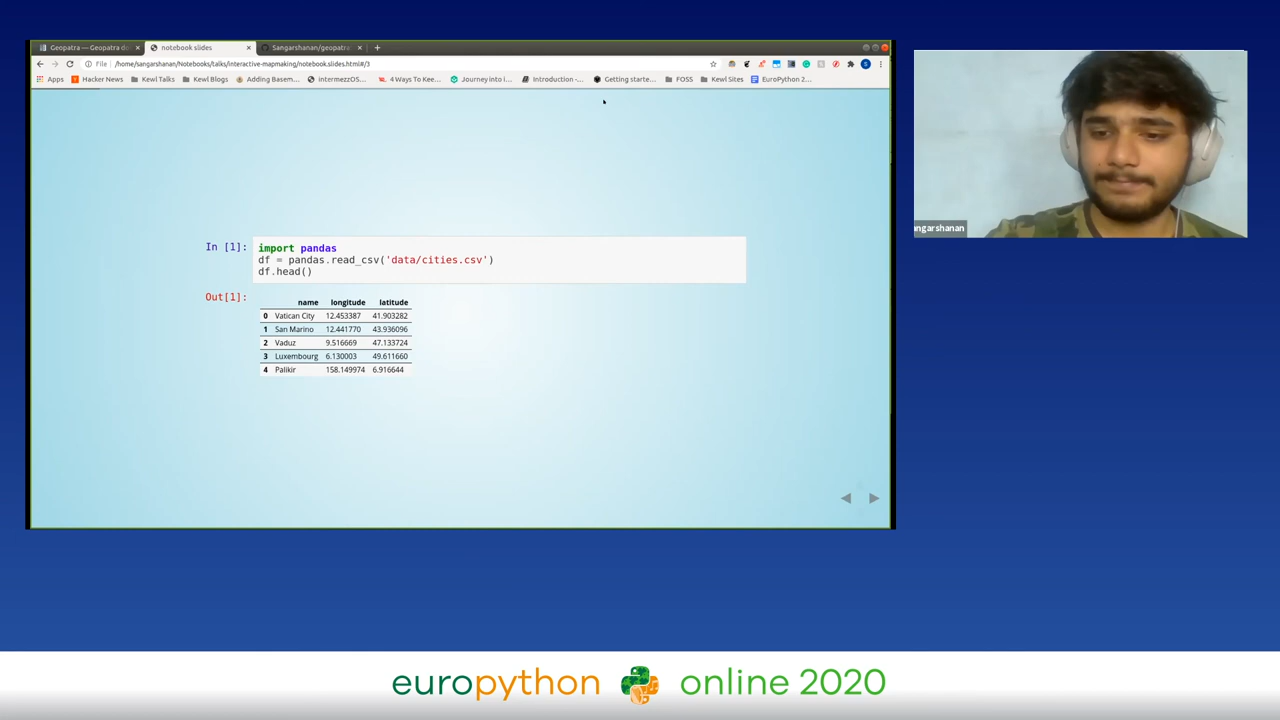 Geopatra — Geopatra do
notebook slides
Sangarshanan/geopatra
File
/home/sangarshanan/Notebooks/talks/interactive-mapmaking/notebook.slides.html#/3
Apps
Hacker News
Kewl Talks
Kewl Blogs
Adding Basem...
IntermezzOS...
4 Ways To Kee...
Journey into i...
Introduction -...
Getting starte...
FOSS
Kewl Sites
EuroPython 2...
In [1]:
import pandas
df = pandas.read_csv('data/cities.csv')
df.head()
Out[1]:
name longitude latitude
0 Vatican City 12.453387 41.903282
1 San Marino 12.441770 43.936096
2 Vaduz 9.516669 47.133724
3 Luxembourg 6.130003 49.611660
4 Palikir 158.149974 6.916644
angarshanan
europython online 2020